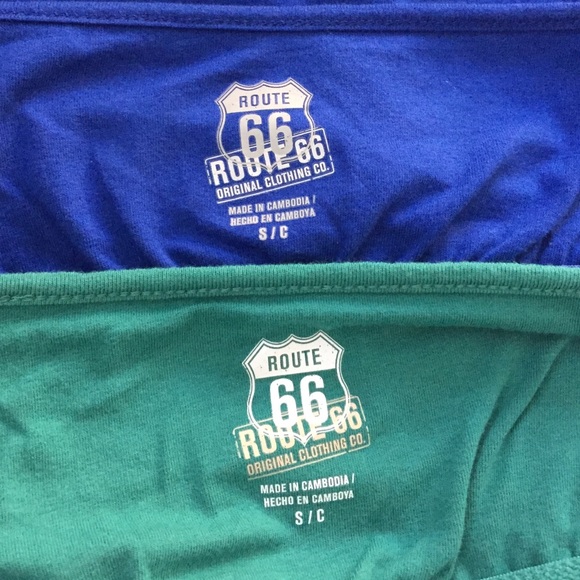 ROUTE
66
ROUTE 66
ORIGINAL CLOTHING CO.
MADE IN CAMBODIA /
HECHO EN CAMBOYA
S / C
ROUTE
66
ROUTE 66
ORIGINAL CLOTHING CO.
MADE IN CAMBODIA /
HECHO EN CAMBOYA
S / C